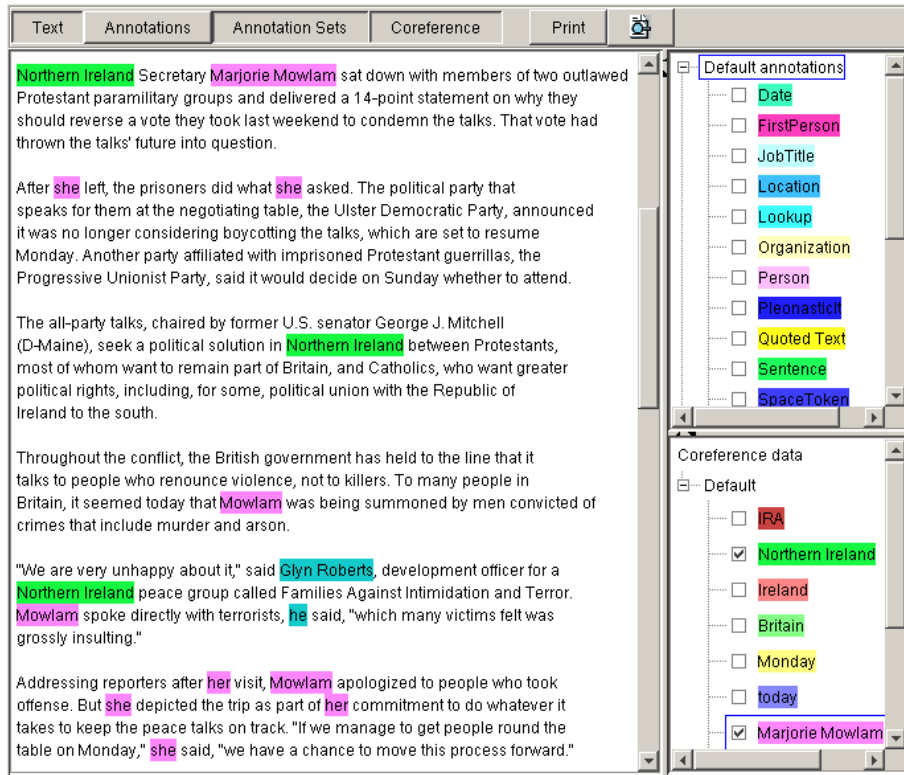 Text Annotations Annotation Sets Coreference Print
Northern Ireland Secretary Marjorie Mowlam sat down with members of two outlawed
Protestant paramilitary groups and delivered a 14-point statement on why they
should reverse a vote they took last weekend to condemn the talks. That vote had
thrown the talks' future into question.
After she left, the prisoners did what she asked. The political party that
speaks for them at the negotiating table, the Ulster Democratic Party, announced
it was no longer considering boycotting the talks, which are set to resume
Monday. Another party affiliated with imprisoned Protestant guerrillas, the
Progressive Unionist Party, said it would decide on Sunday whether to attend.
The all-party talks, chaired by former U.S. senator George J. Mitchell
(D-Maine), seek a political solution in Northern Ireland between Protestants,
most of whom want to remain part of Britain, and Catholics, who want greater
political rights, including, for some, political union with the Republic of
Ireland to the south.
Throughout the conflict, the British government has held to the line that it
talks to people who renounce violence, not to killers. To many people in
Britain, it seemed today that Mowlam was being summoned by men convicted of
crimes that include murder and arson.
"We are very unhappy about it," said Glyn Roberts, development officer for a
Northern Ireland peace group called Families Against Intimidation and Terror.
Mowlam spoke directly with terrorists, he said, "which many victims felt was
grossly insulting."
Addressing reporters after her visit, Mowlam apologized to people who took
offense. But she depicted the trip as part of her commitment to do whatever it
takes to keep the peace talks on track. "If we manage to get people round the
table on Monday," she said, "we have a chance to move this process forward."
Default annotations
Date
FirstPerson
JobTitle
Location
Lookup
Organization
Person
PleonasticIt
Quoted Text
Sentence
SpaceToken
Coreference data
Default
IRA
Northern Ireland
Ireland
Britain
Monday
today
Marjorie Mowlam